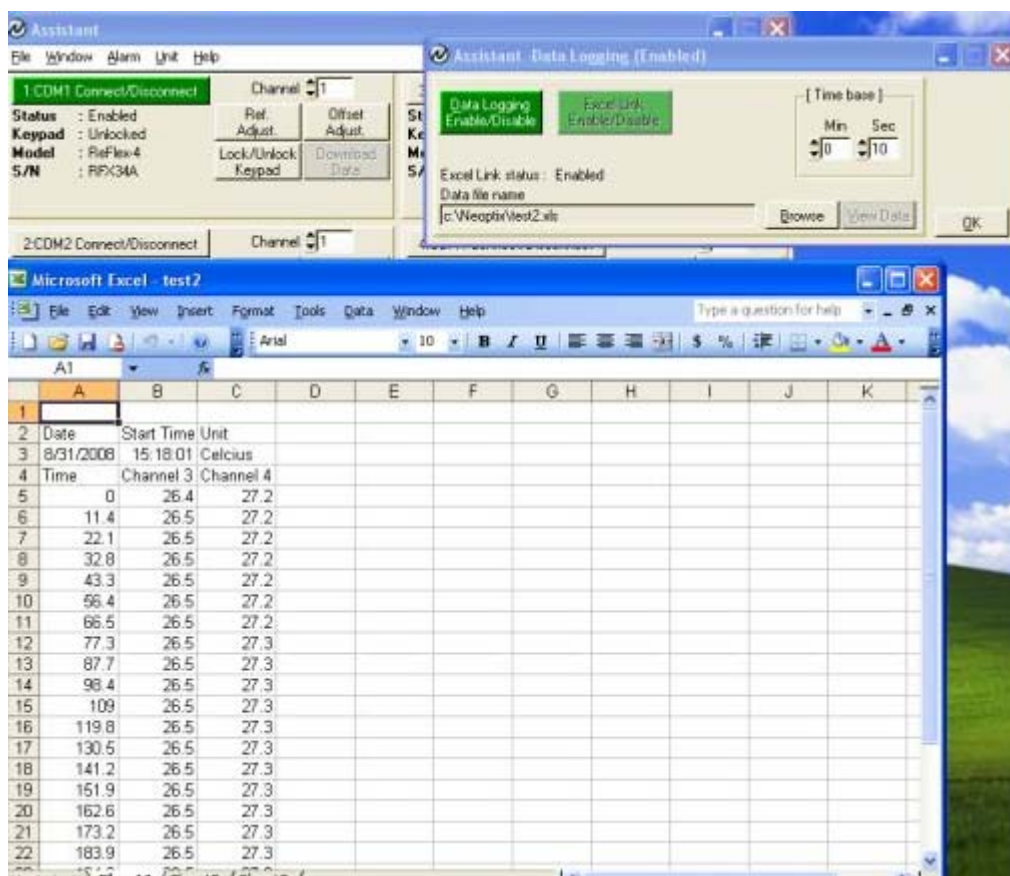 Assistant
File Window Alarm Unit Help
1:COM1 Connect/Disconnect
Channel 1
Status : Enabled
Keypad : Unlocked
Model : ReFlex-4
S/N : RFX34A
Ref. Adjust.
Offset Adjust.
Lock/Unlock Keypad
Download Data
2:COM2 Connect/Disconnect
Channel 1
Assistant -Data Logging (Enabled)
Data Logging Enable/Disable
Excel Link Enable/Disable
[ Time base ]
Min Sec
0 10
Excel Link status : Enabled
Data file name
c:\Neoptix\test2.xls
Browse
View Data
OK
Microsoft Excel - test2
File Edit View Insert Format Tools Data Window Help
Type a question for help
Arial 10 B I U $ %
A1 fx
A B C D E F G H I J K
1
2 Date Start Time Unit
3 8/31/2008 15:18:01 Celcius
4 Time Channel 3 Channel 4
5 0 26.4 27.2
6 11.4 26.5 27.2
7 22.1 26.5 27.2
8 32.8 26.5 27.2
9 43.3 26.5 27.2
10 56.4 26.5 27.2
11 66.5 26.5 27.2
12 77.3 26.5 27.3
13 87.7 26.5 27.3
14 98.4 26.5 27.3
15 109 26.5 27.3
16 119.8 26.5 27.3
17 130.5 26.5 27.3
18 141.2 26.5 27.3
19 151.9 26.5 27.3
20 162.6 26.5 27.3
21 173.2 26.5 27.3
22 183.9 26.5 27.3